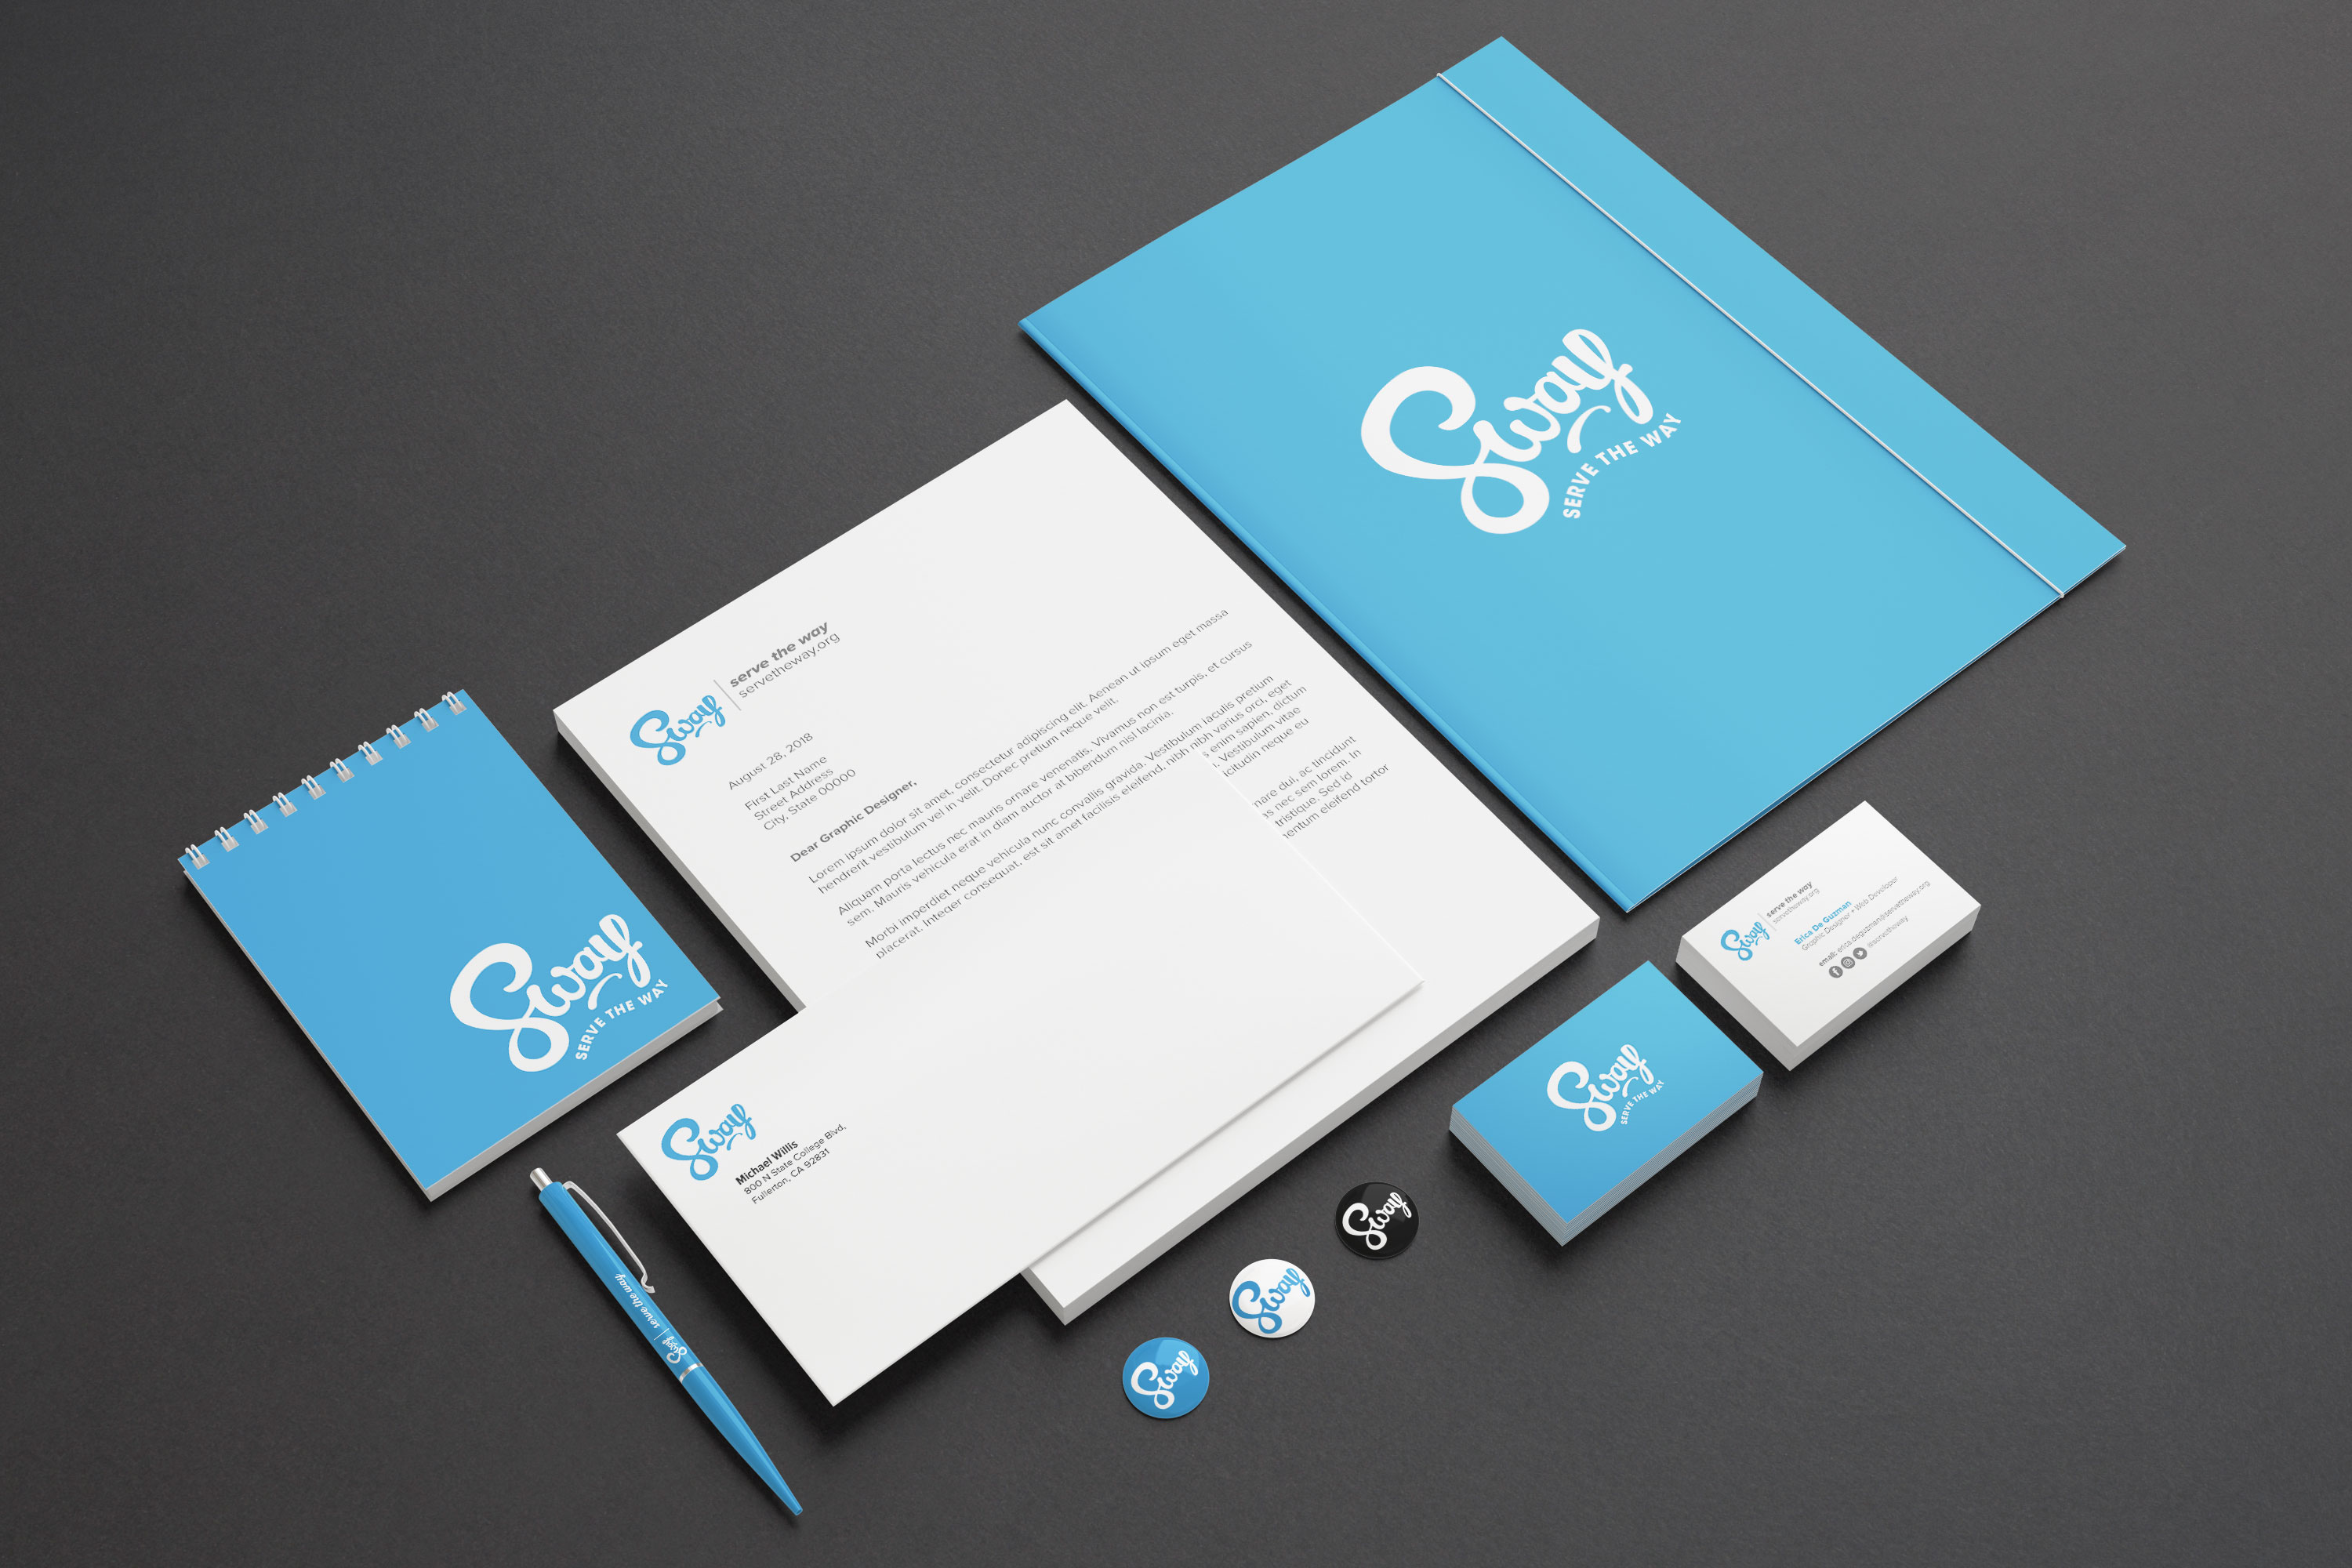 Sway
SERVE THE WAY
Sway
serve the way
servetheway.org
August 28, 2018
First Last Name
Street Address
City, State 00000
Dear Graphic Designer,
Lorem ipsum dolor sit amet, consectetur adipiscing elit. Aenean ut ipsum eget massa
hendrerit vestibulum vel in velit. Donec pretium neque velit.
Aliquam porta lectus nec mauris ornare venenatis. Vivamus non est turpis, et cursus
sem. Mauris vehicula erat in diam auctor at bibendum nisl lacinia.
Morbi imperdiet neque vehicula nunc convallis gravida. Vestibulum iaculis pretium
placerat. Integer consequat, est sit amet facilisis eleifend, nibh nibh varius orci, eget
enim sapien, dictum
Vestibulum vitae
icitudin neque eu
nare dui, ac tincidunt
as nec sem lorem. In
tristique. Sed id
entum eleifend tortor
Sway
SERVE THE WAY
Sway
Michael Willis
800 N State College Blvd,
Fullerton, CA 92831
Sway
serve the way
Sway
serve the way
servetheway.org
Erica De Guzman
Graphic Designer + Web Developer
email: erica.deguzman@servetheway.org
@servetheway
Sway
SERVE THE WAY
Sway
Sway
Sway